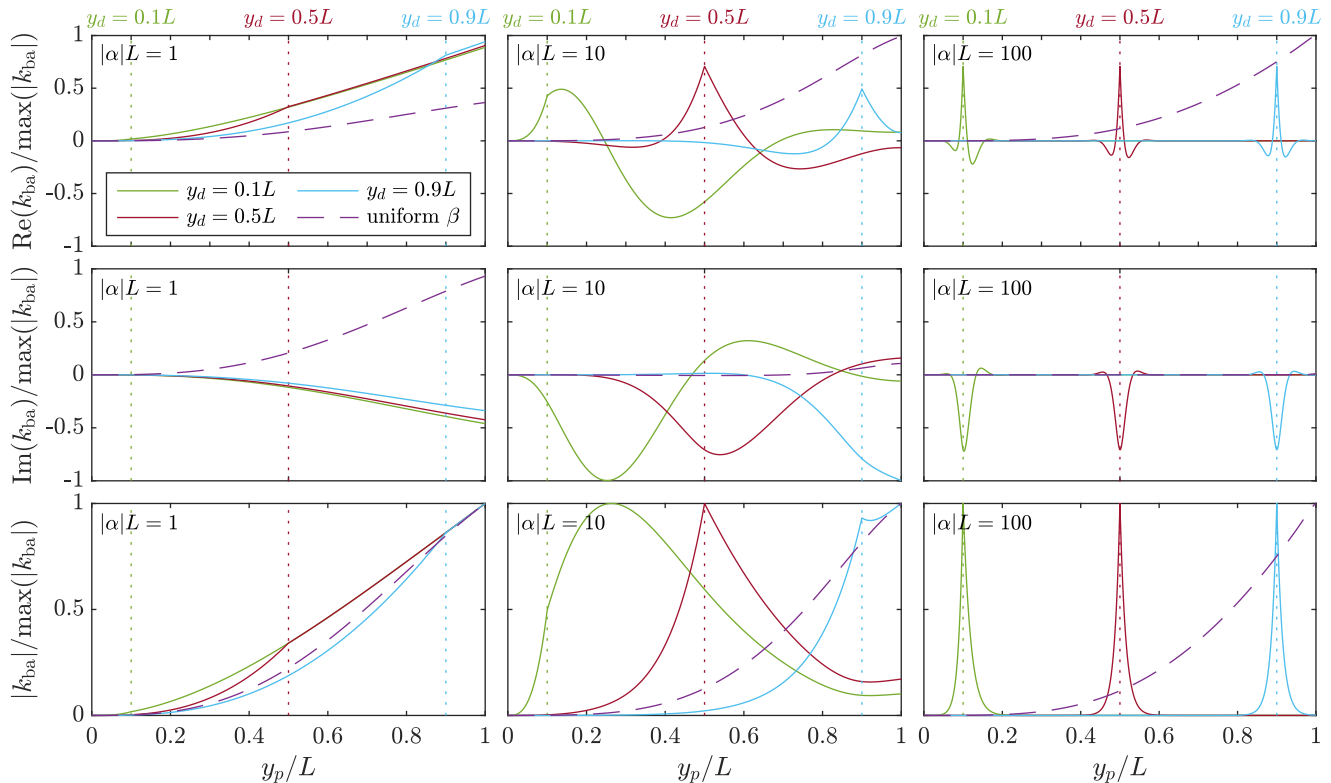 y_d = 0.1L y_d = 0.5L y_d = 0.9L y_d = 0.1L y_d = 0.5L y_d = 0.9L y_d = 0.1L y_d = 0.5L y_d = 0.9L
Re(k_ba)/max(|k_ba|)
1
0.5
0
-0.5
-1
|α|L = 1
y_d = 0.1L
y_d = 0.9L
y_d = 0.5L
uniform β
|α|L = 10
|α|L = 100
Im(k_ba)/max(|k_ba|)
1
0.5
0
-0.5
-1
|α|L = 1
|α|L = 10
|α|L = 100
|k_ba|/max(|k_ba|)
1
0.5
0
|α|L = 1
|α|L = 10
|α|L = 100
0 0.2 0.4 0.6 0.8 1 0 0.2 0.4 0.6 0.8 1 0 0.2 0.4 0.6 0.8 1
y_p/L y_p/L y_p/L